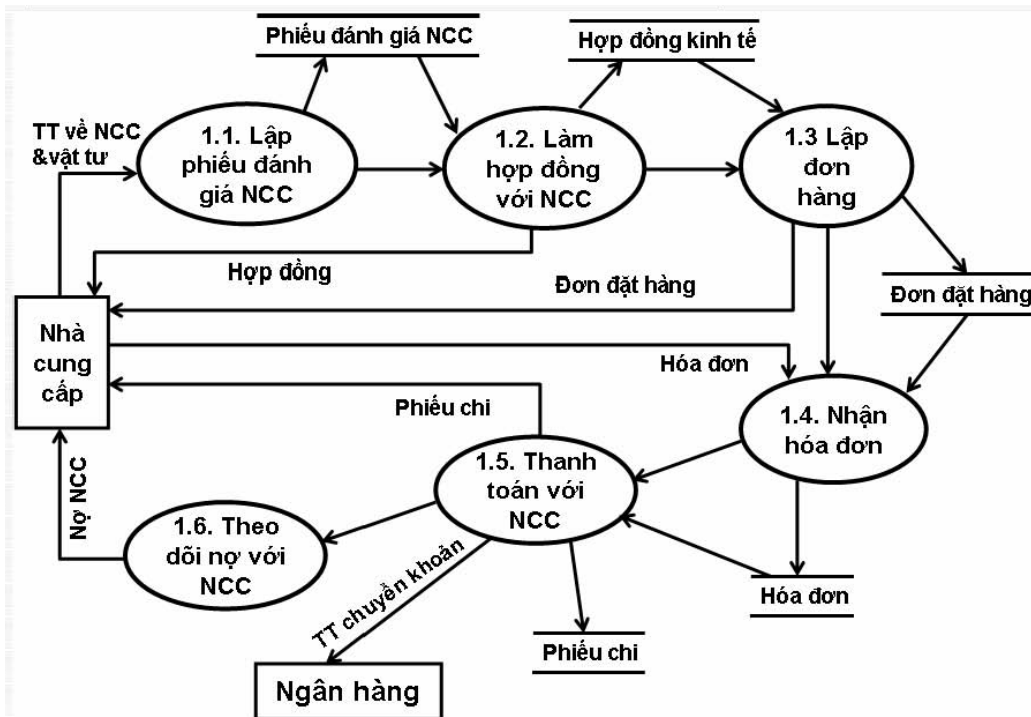 Phiếu đánh giá NCC
Hợp đồng kinh tế
TT về NCC
&vật tư
1.1. Lập
phiếu đánh
giá NCC
1.2. Làm
hợp đồng
với NCC
1.3 Lập
đơn
hàng
Hợp đồng
Đơn đặt hàng
Đơn đặt hàng
Nhà
cung
cấp
Hóa đơn
Phiếu chi
1.4. Nhận
hóa đơn
1.5. Thanh
toán với
NCC
Nợ NCC
1.6. Theo
dõi nợ với
NCC
TT chuyển khoản
Hóa đơn
Phiếu chi
Ngân hàng